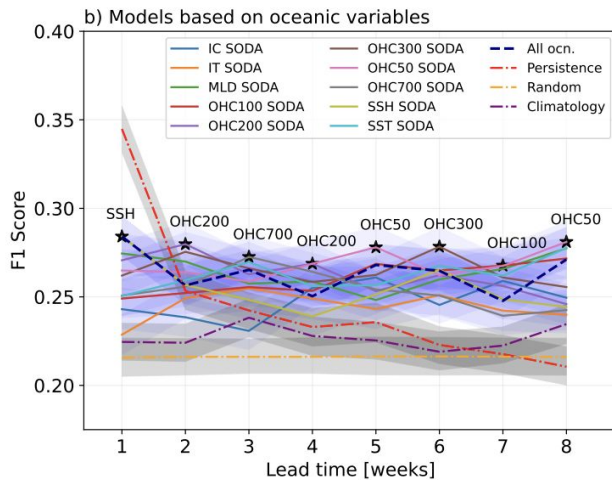 b) Models based on oceanic variables
F1 Score
0.40
0.35
0.30
0.25
0.20
IC SODA
IT SODA
MLD SODA
OHC100 SODA
OHC200 SODA
OHC300 SODA
OHC50 SODA
OHC700 SODA
SSH SODA
SST SODA
All ocn.
Persistence
Random
Climatology
SSH
OHC200
OHC700
OHC200
OHC50
OHC300
OHC100
OHC50
1 2 3 4 5 6 7 8
Lead time [weeks]